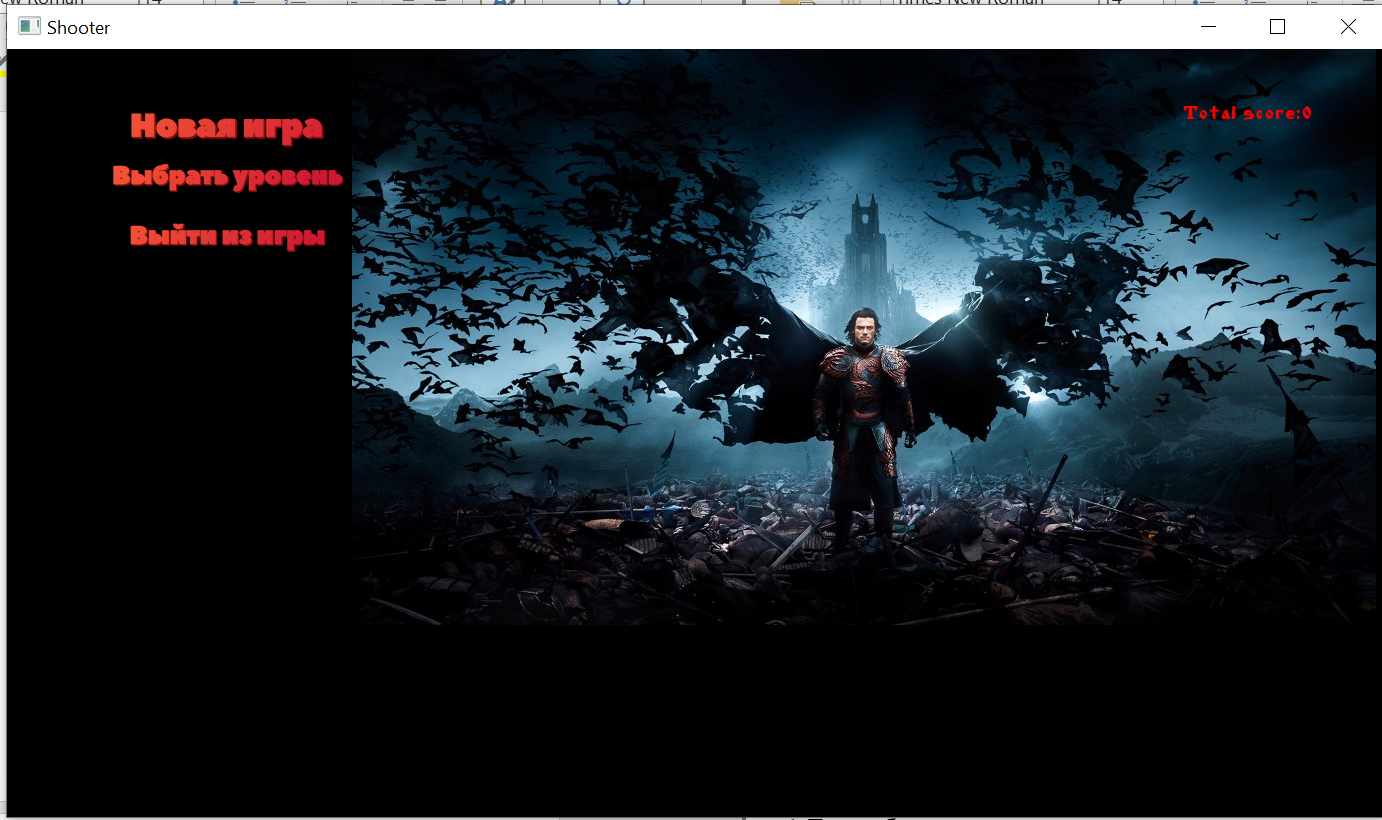 Shooter
Новая игра
Total score:0
Выбрать уровень
Выйти из игры